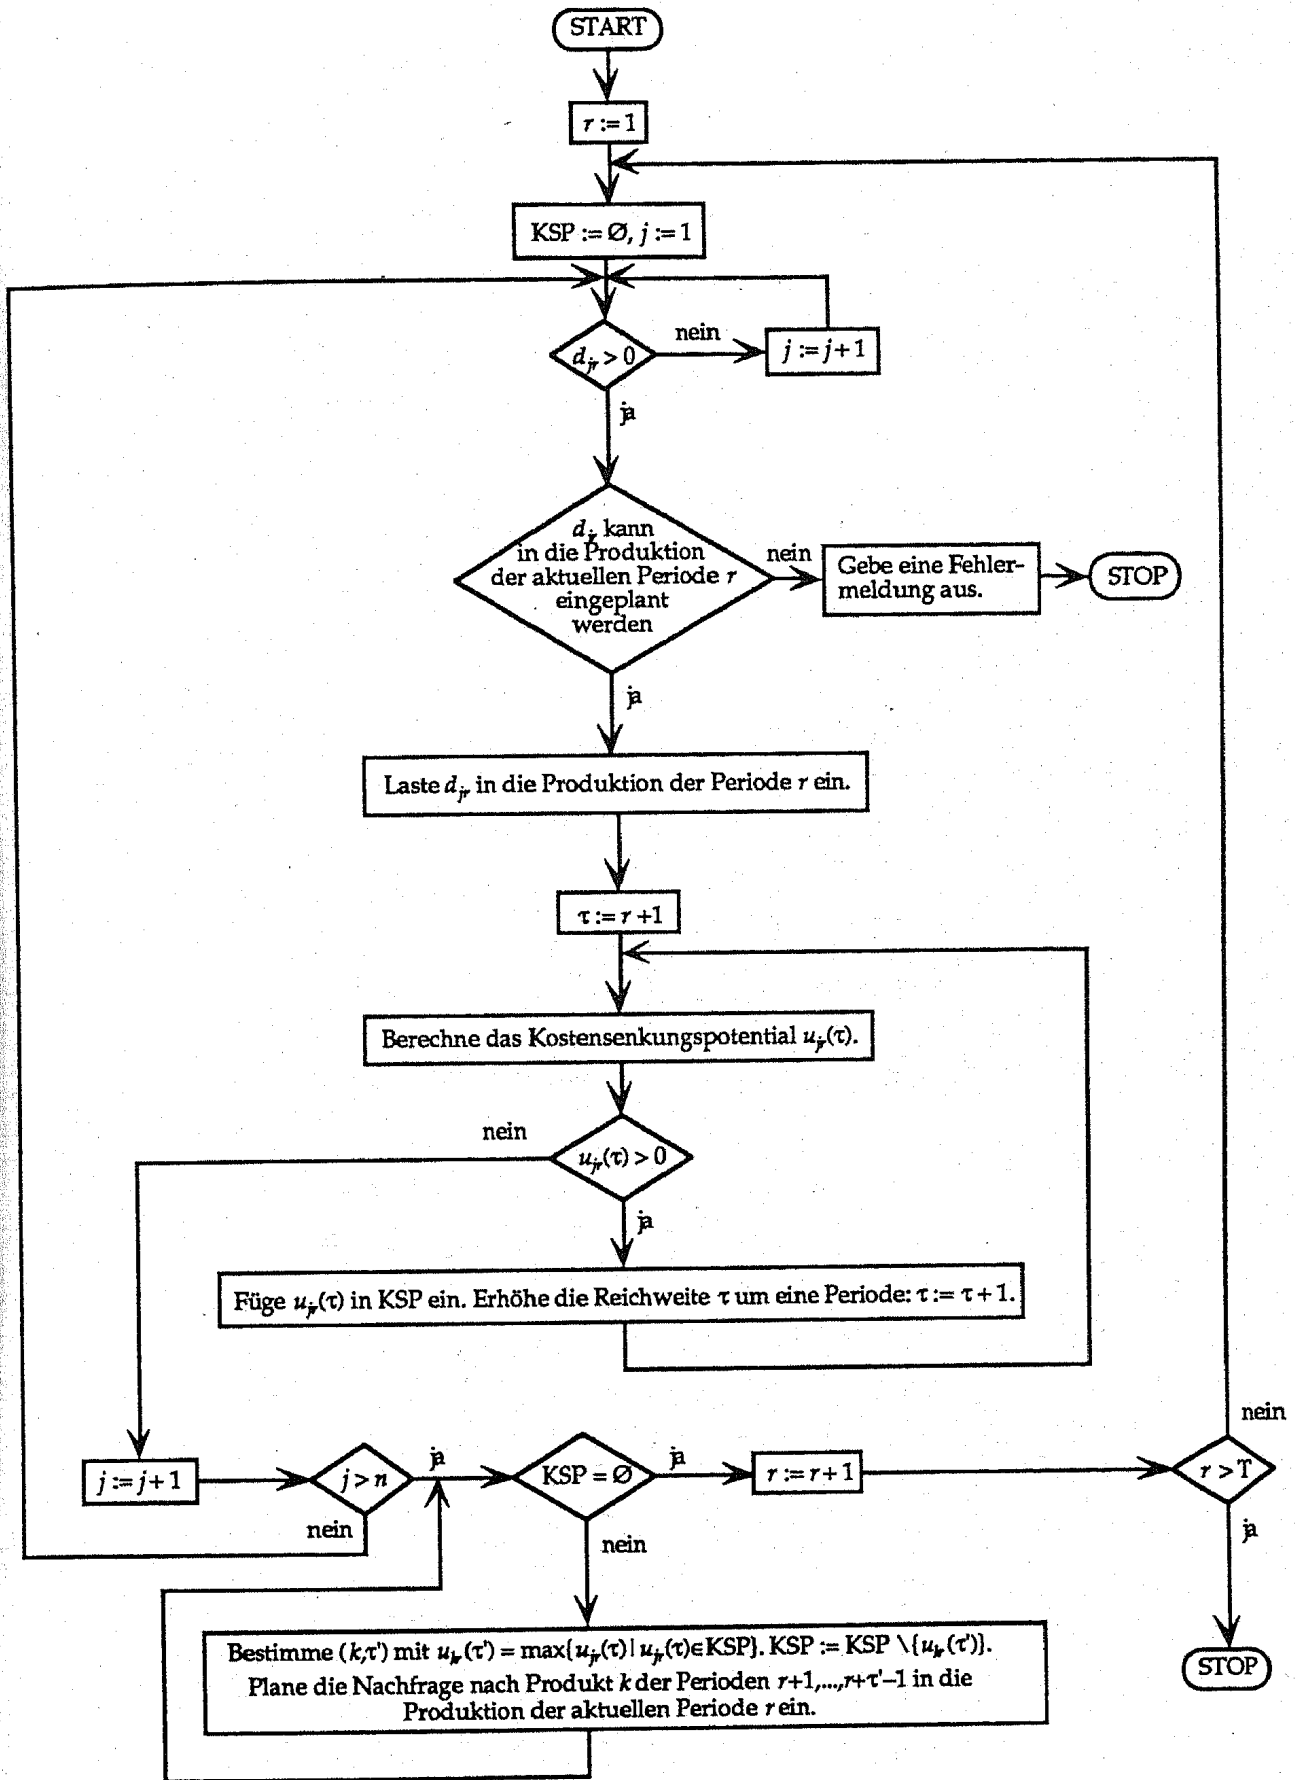 START
r := 1
KSP := Ø, j := 1
d_jr > 0
nein
j := j+1
ja
d_jr kann
in die Produktion
der aktuellen Periode r
eingeplant
werden
nein
Gebe eine Fehler-
meldung aus.
STOP
ja
Laste d_jr in die Produktion der Periode r ein.
τ := r +1
Berechne das Kostensenkungspotential u_jr(τ).
nein
u_jr(τ) > 0
ja
Füge u_jr(τ) in KSP ein. Erhöhe die Reichweite τ um eine Periode: τ := τ + 1.
nein
j := j+1
j > n
ja
KSP = Ø
ja
r := r+1
r > T
nein
nein
ja
Bestimme (k,τ') mit u_kr(τ') = max{u_jr(τ) | u_jr(τ)∈KSP}. KSP := KSP \{u_kr(τ')}.
Plane die Nachfrage nach Produkt k der Perioden r+1,...,r+τ'–1 in die
Produktion der aktuellen Periode r ein.
STOP